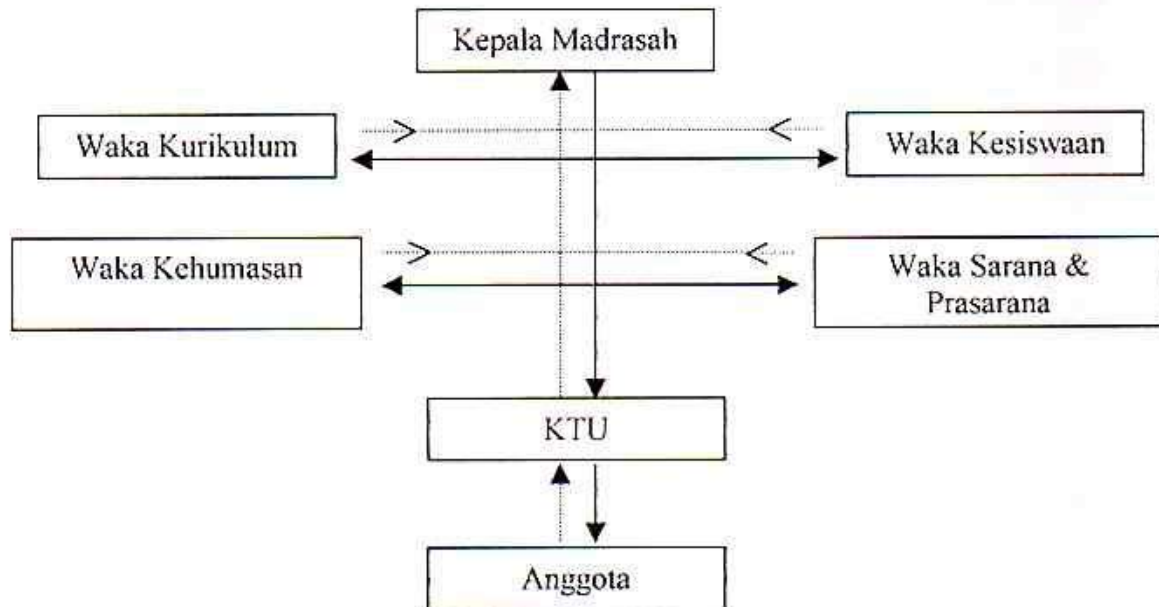 Kepala Madrasah
Waka Kurikulum
Waka Kesiswaan
Waka Kehumasan
Waka Sarana &
Prasarana
KTU
Anggota